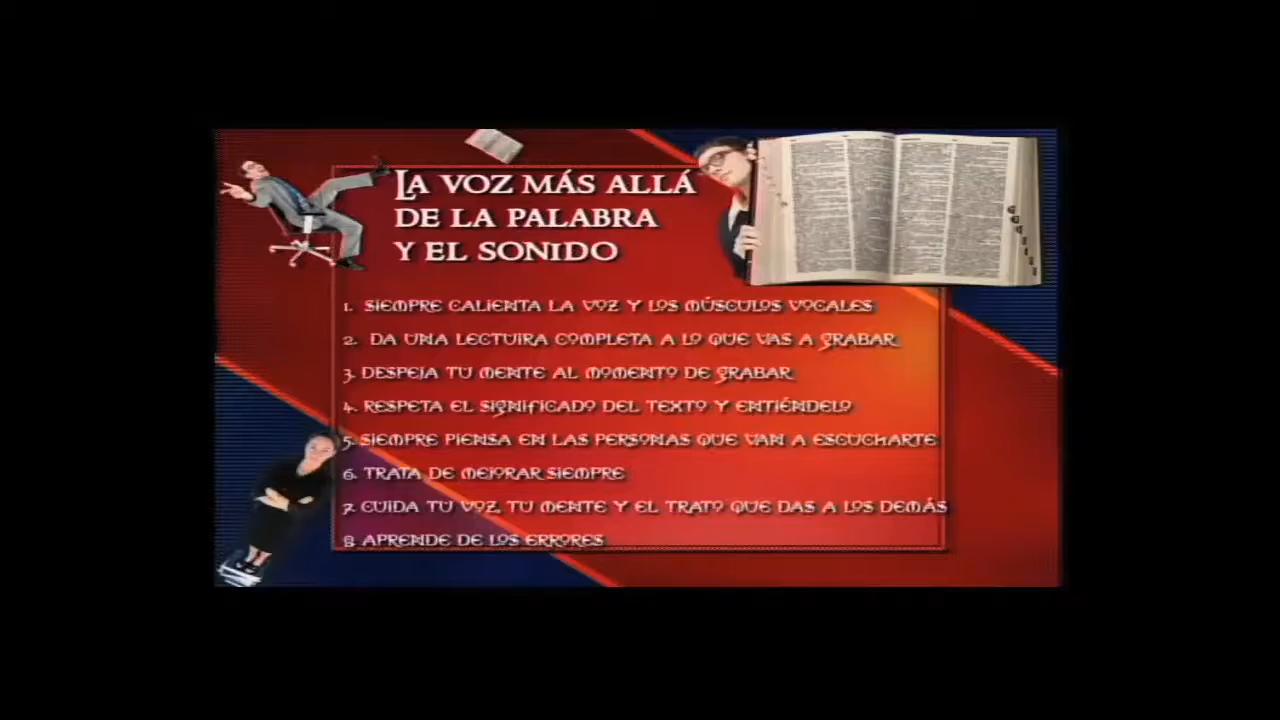 LA VOZ MÁS ALLÁ
DE LA PALABRA
Y EL SONIDO
1. SIEMPRE CALIENTA LA VOZ Y LOS MÚSCULOS VOCALES
2. DA UNA LECTUIRA COMPLETA A LO QUE VAS A GRABAR
3. DESPEJA TU MENTE AL MOMENTO DE GRABAR
4. RESPETA EL SIGNIFICADO DEL TEXTO Y ENTIÉNDELO
5. SIEMPRE PIENSA EN LAS PERSONAS QUE VAN A ESCUCHARTE
6. TRATA DE MEJORAR SIEMPRE
7. CUIDA TU VOZ, TU MENTE Y EL TRATO QUE DAS A LOS DEMÁS
8. APRENDE DE LOS ERRORES